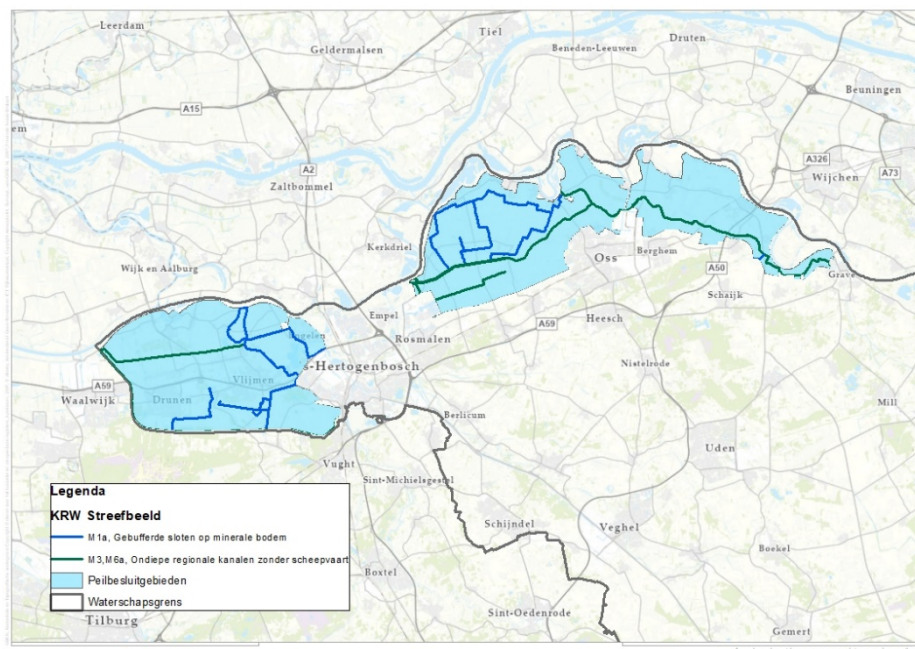 Leerdam
Tiel
Druten
Geldermalsen
Beneden-Leeuwen
Beuningen
A15
A326
A2
Wijchen
A73
Zaltbommel
Kerkdriel
Wijk en Aalburg
Oss
Berghem
A50
Grave
Schaijk
Empel
Rosmalen
A59
Heesch
s-Hertogenbosch
Nistelrode
A59
Vlijmen
Waalwijk
Drunen
Mill
Berlicum
Uden
Vught
Sint-Michielsgestel
Legenda
KRW Streefbeeld
Schijndel
Veghel
M1a, Gebufferde sloten op minerale bodem
M3,M6a, Ondiepe regionale kanalen zonder scheepvaart
Boekel
Peilbesluitgebieden
Boxtel
Waterschapsgrens
Tilburg
Sint-Oedenrode
Gemert